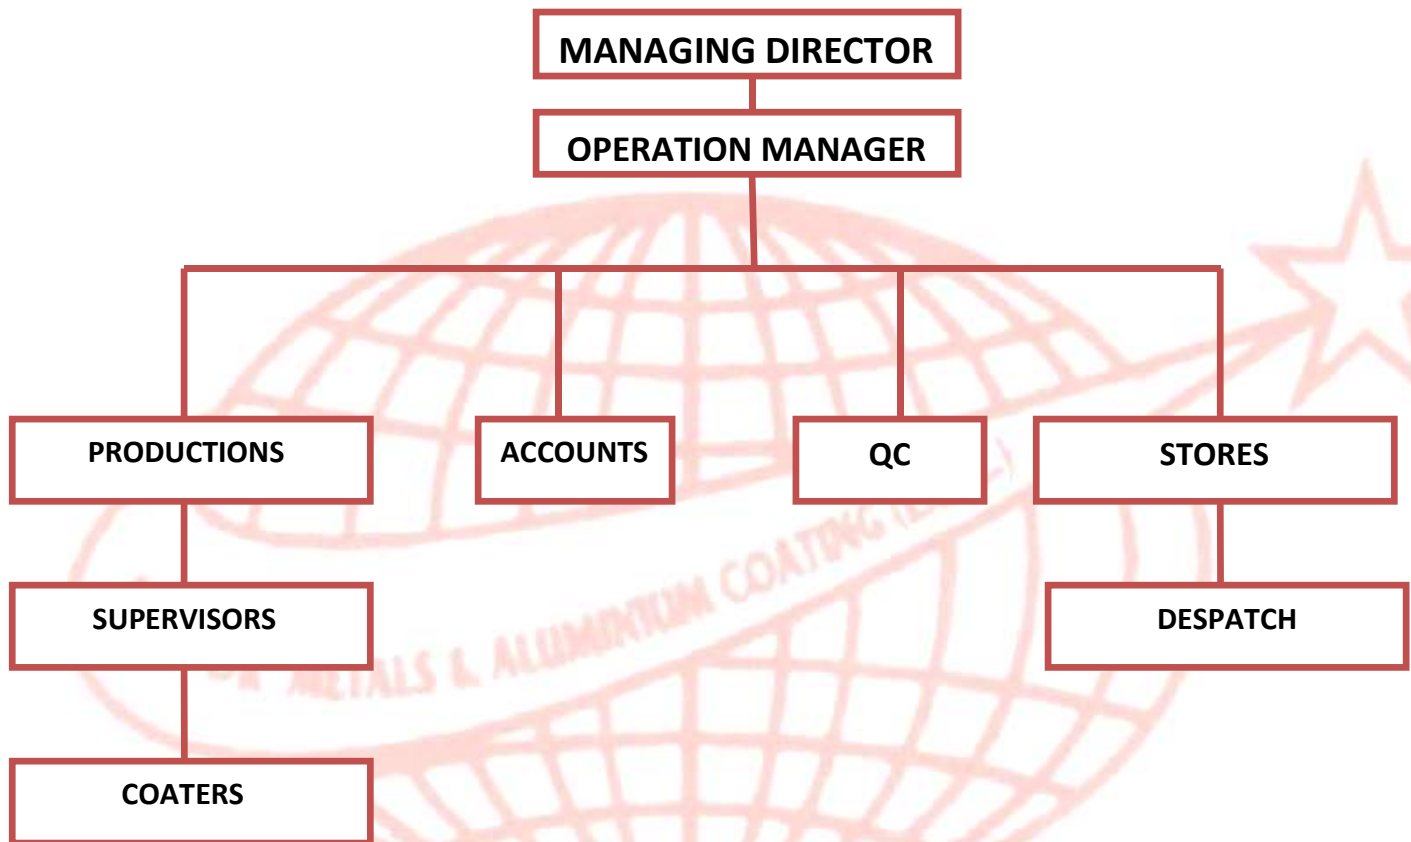 MANAGING DIRECTOR
OPERATION MANAGER
PRODUCTIONS
ACCOUNTS
QC
STORES
SUPERVISORS
DESPATCH
COATERS
METALS & ALUMINIUM COATING